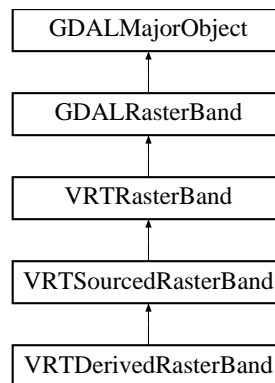 GDALMajorObject
GDALRasterBand
VRTRasterBand
VRTSourcedRasterBand
VRTDerivedRasterBand